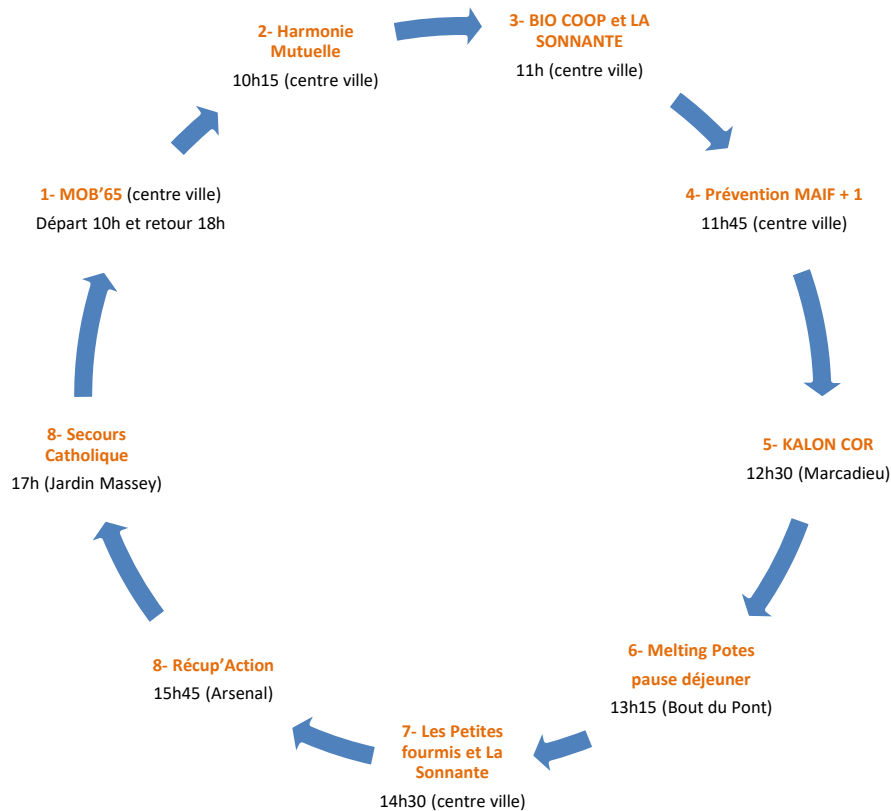 1- MOB'65 (centre ville)
Départ 10h et retour 18h
2- Harmonie
Mutuelle
10h15 (centre ville)
3- BIO COOP et LA
SONNANTE
11h (centre ville)
4- Prévention MAIF + 1
11h45 (centre ville)
5- KALON COR
12h30 (Marcadieu)
6- Melting Potes
pause déjeuner
13h15 (Bout du Pont)
7- Les Petites
fourmis et La
Sonnante
14h30 (centre ville)
8- Récup'Action
15h45 (Arsenal)
8- Secours
Catholique
17h (Jardin Massey)